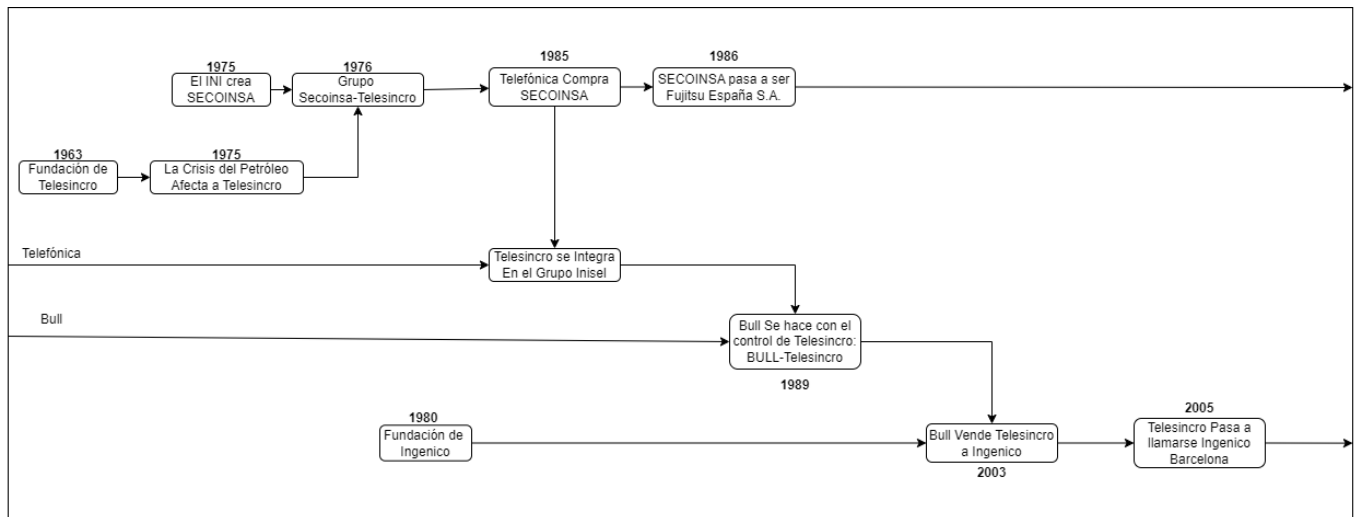 1975
El INI crea
SECOINSA
1976
Grupo
Secoinsa-Telesincro
1985
Telefónica Compra
SECOINSA
1986
SECOINSA pasa a ser
Fujitsu España S.A.
1963
Fundación de
Telesincro
1975
La Crisis del Petróleo
Afecta a Telesincro
Telefónica
Telesincro se Integra
En el Grupo Inisel
Bull
Bull Se hace con el
control de Telesincro:
BULL-Telesincro
1989
1980
Fundación de
Ingenico
Bull Vende Telesincro
a Ingenico
2003
2005
Telesincro Pasa a
llamarse Ingenico
Barcelona